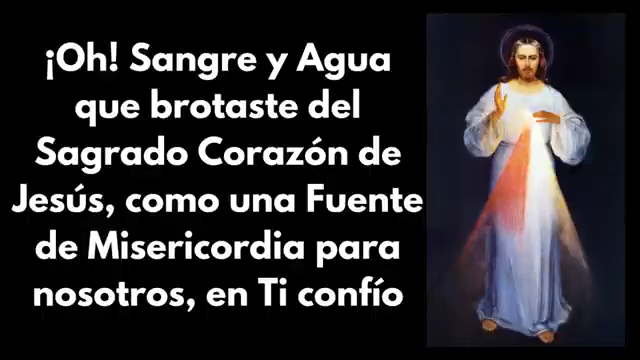 ¡Oh! Sangre y Agua
que brotaste del
Sagrado Corazón de
Jesús, como una Fuente
de Misericordia para
nosotros, en Ti confío